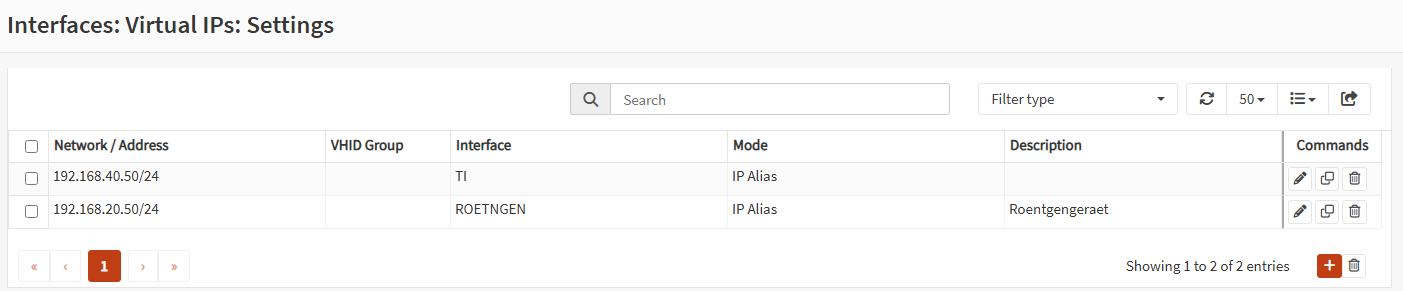 Interfaces: Virtual IPs: Settings
Search
Filter type
50
Network / Address VHID Group Interface Mode Description Commands
192.168.40.50/24 TI IP Alias
192.168.20.50/24 ROETNGEN IP Alias Roentgengeraet
« ‹ 1 › » Showing 1 to 2 of 2 entries